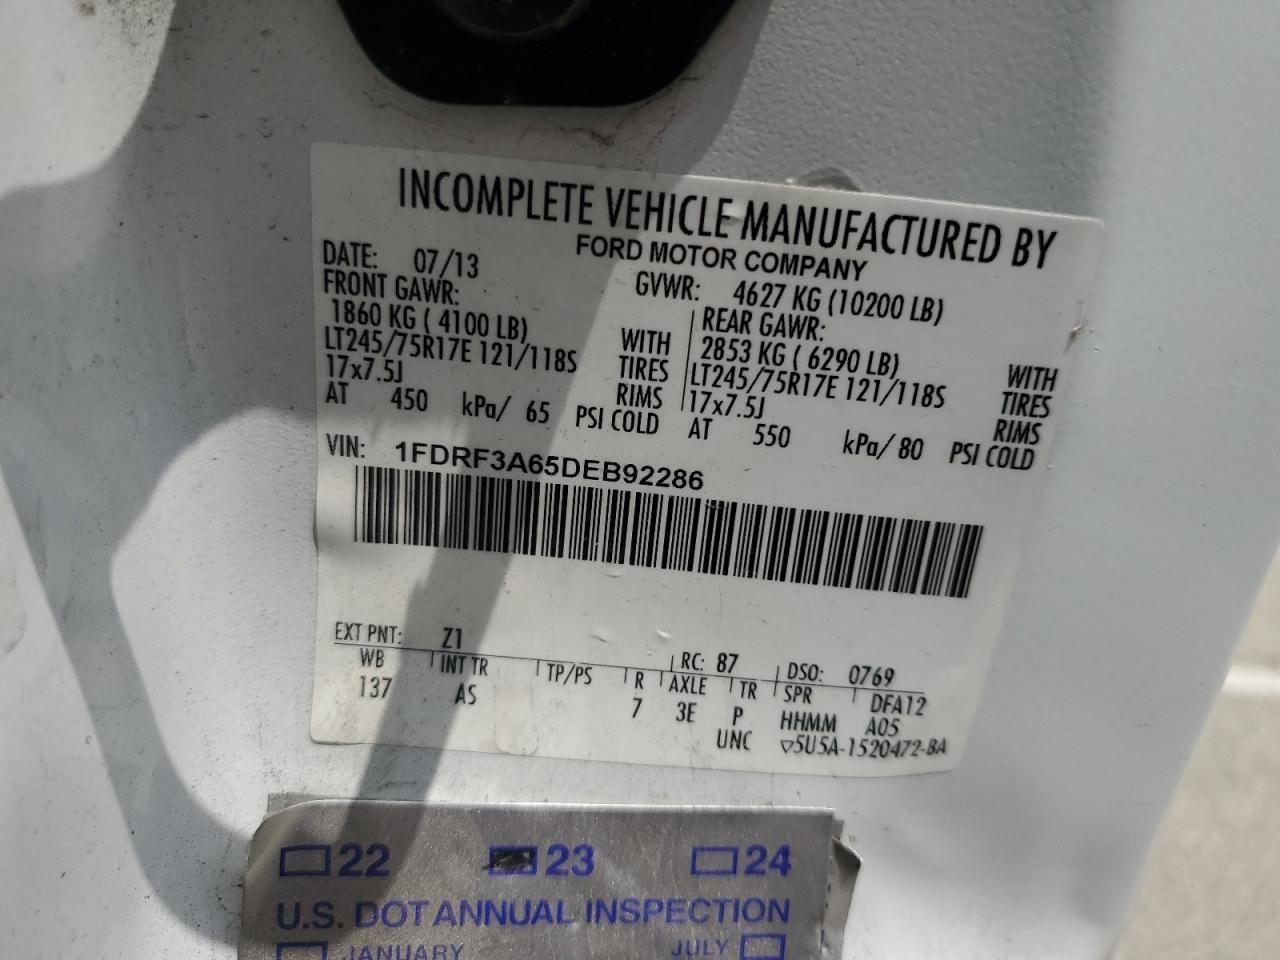 INCOMPLETE VEHICLE MANUFACTURED BY
FORD MOTOR COMPANY
DATE: 07/13 GVWR: 4627 KG (10200 LB)
FRONT GAWR: REAR GAWR:
1860 KG ( 4100 LB) WITH 2853 KG ( 6290 LB) WITH
LT245/75R17E 121/118S TIRES LT245/75R17E 121/118S TIRES
17x7.5J RIMS 17x7.5J RIMS
AT 450 kPa/ 65 PSI COLD AT 550 kPa/ 80 PSI COLD
VIN: 1FDRF3A65DEB92286
EXT PNT: Z1 RC: 87 DSO: 0769
WB INT TR TP/PS R AXLE TR SPR DFA12
137 AS 7 3E P HHMM A05
UNC ▽5U5A-1520472-BA
22 23 24
U.S. DOT ANNUAL INSPECTION
JANUARY JULY